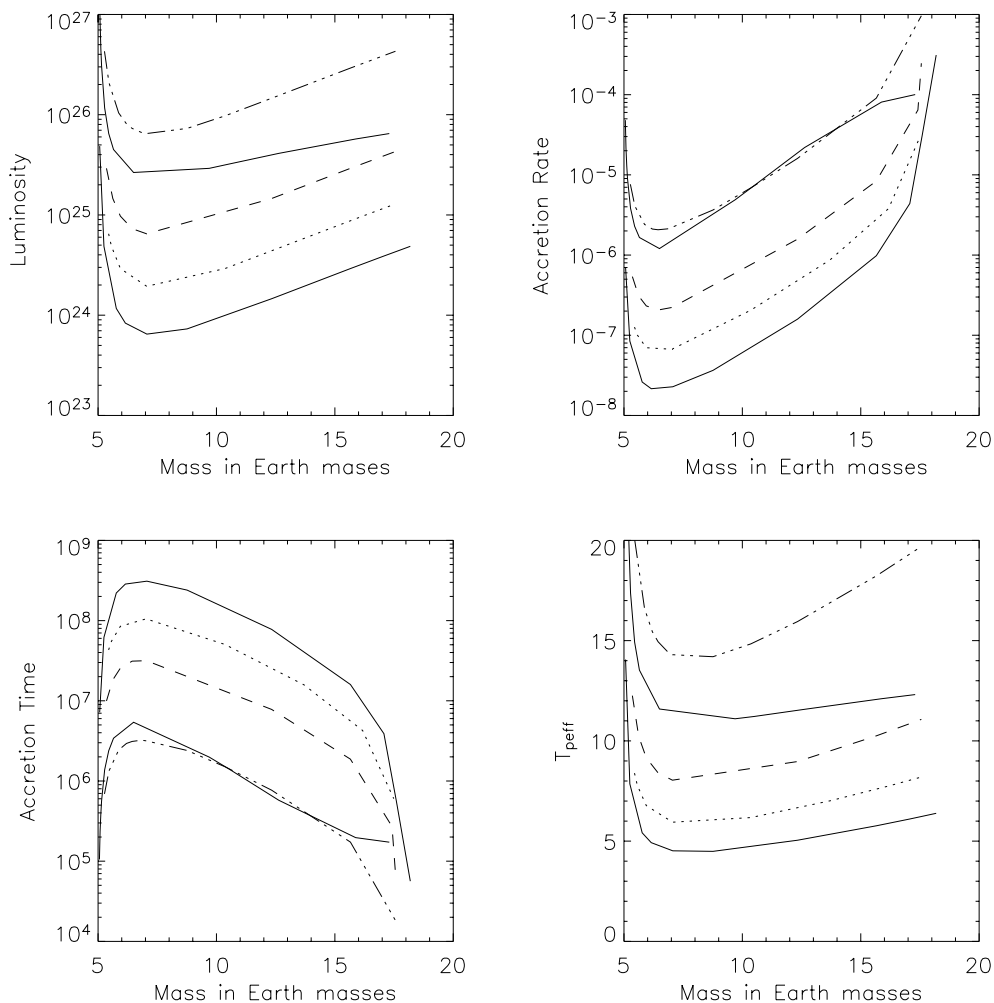 Luminosity
10^27
10^26
10^25
10^24
10^23
5 10 15 20
Mass in Earth mases
Accretion Rate
10^-3
10^-4
10^-5
10^-6
10^-7
10^-8
5 10 15 20
Mass in Earth masses
Accretion Time
10^9
10^8
10^7
10^6
10^5
10^4
5 10 15 20
Mass in Earth masses
T_peff
20
15
10
5
0
5 10 15 20
Mass in Earth masses